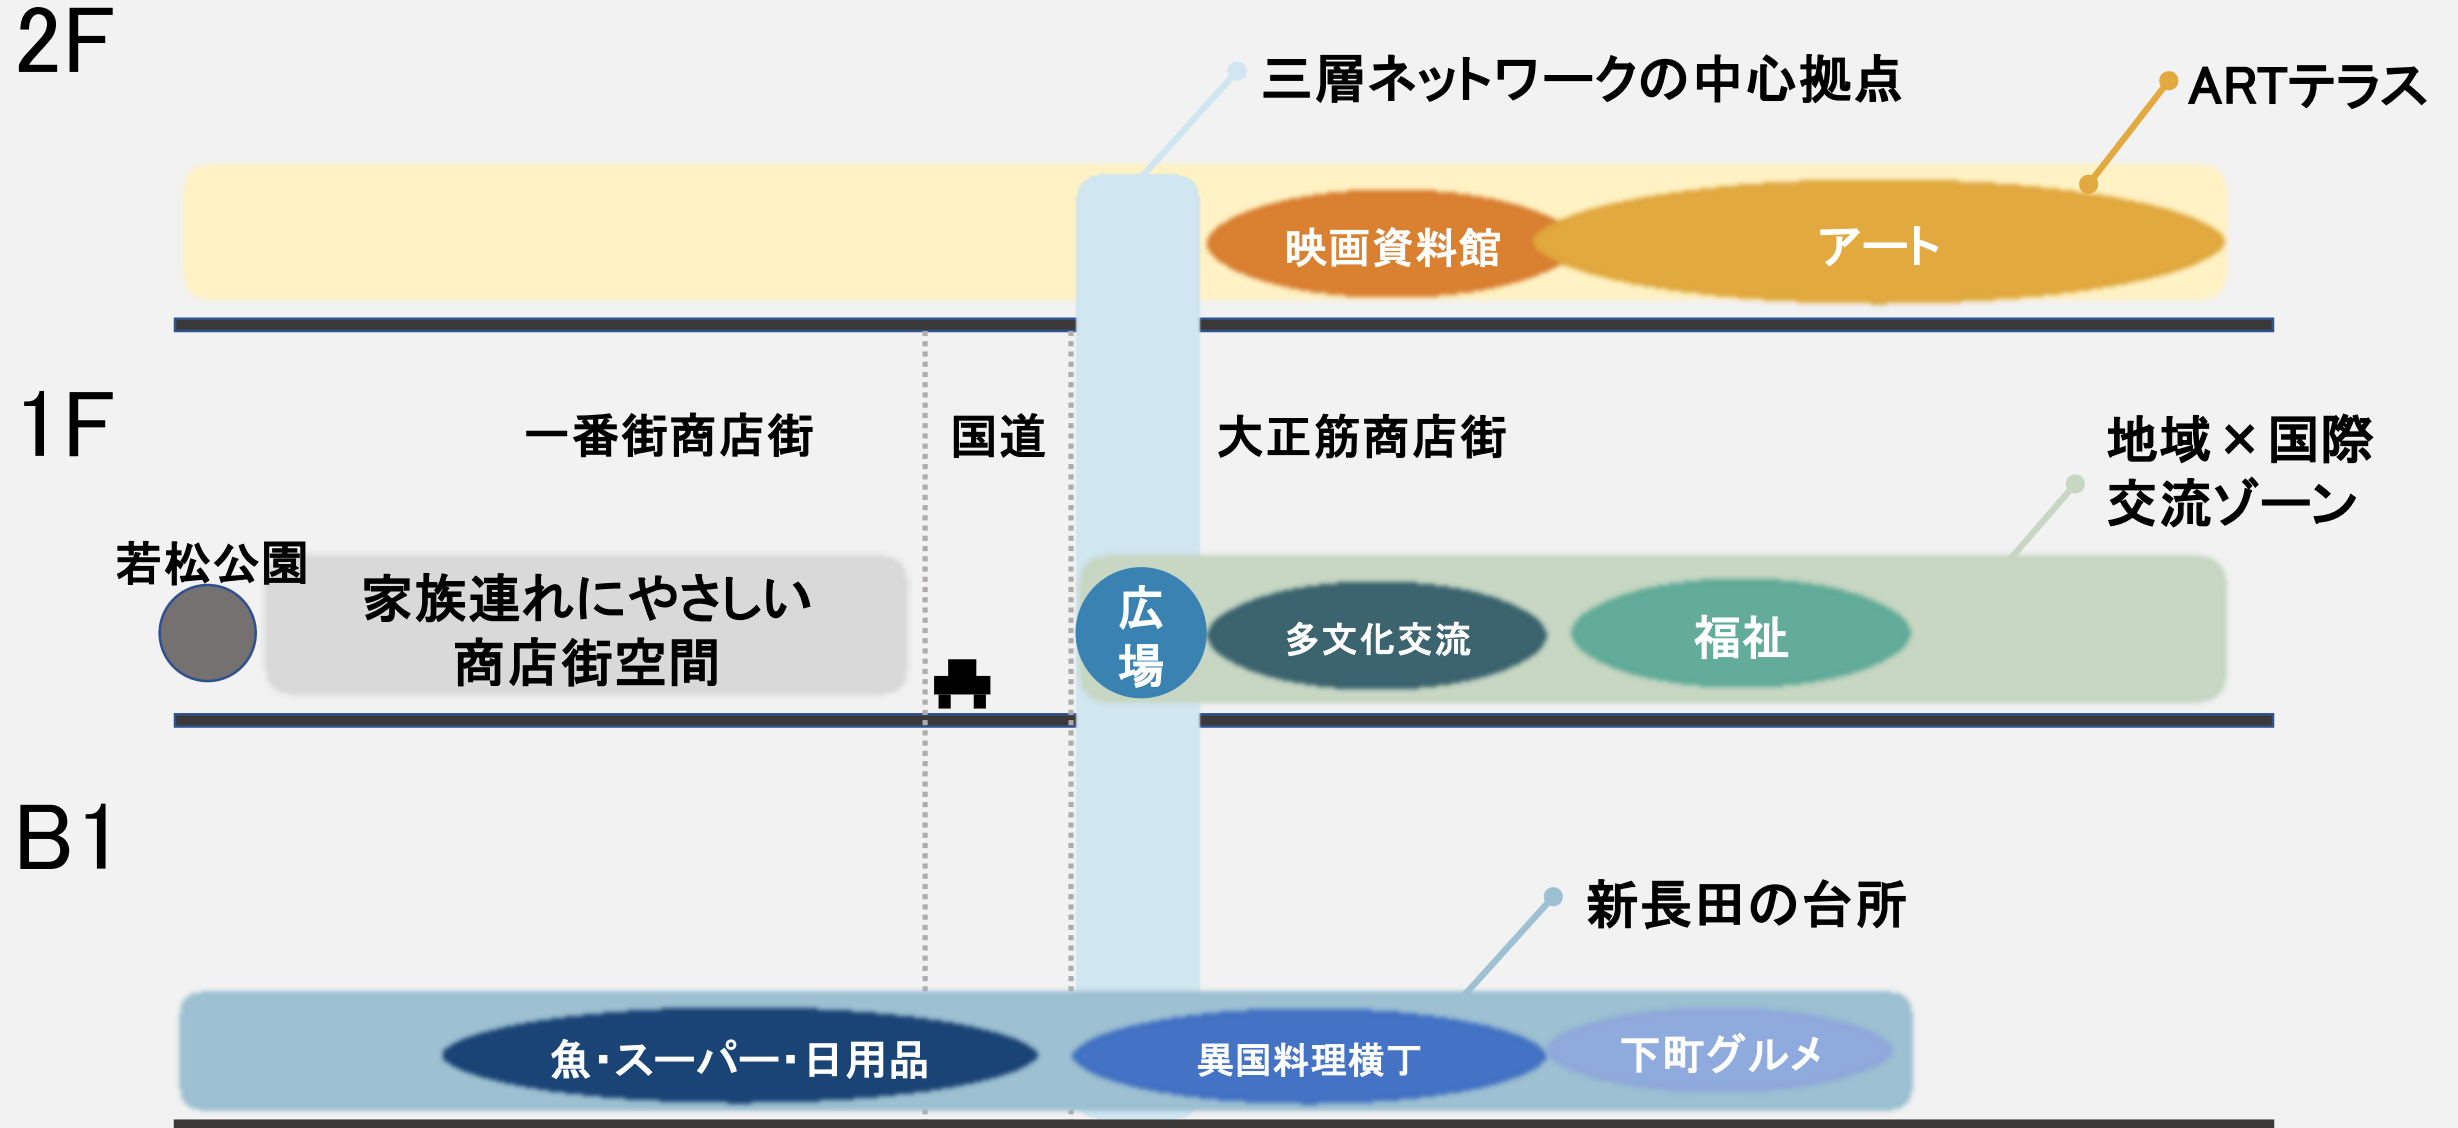 2F
三層ネットワークの中心拠点
ARTテラス
映画資料館
アート
1F
一番街商店街
国道
大正筋商店街
地域×国際
交流ゾーン
若松公園
家族連れにやさしい
商店街空間
広
場
多文化交流
福祉
B1
新長田の台所
魚・スーパー・日用品
異国料理横丁
下町グルメ